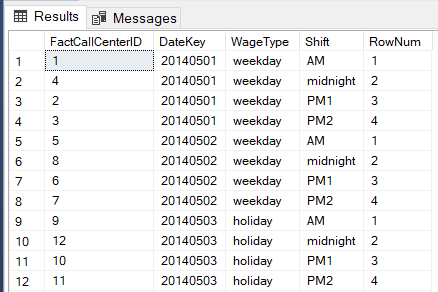 Results Messages
FactCallCenterID DateKey WageType Shift RowNum
1 1 20140501 weekday AM 1
2 4 20140501 weekday midnight 2
3 2 20140501 weekday PM1 3
4 3 20140501 weekday PM2 4
5 5 20140502 weekday AM 1
6 8 20140502 weekday midnight 2
7 6 20140502 weekday PM1 3
8 7 20140502 weekday PM2 4
9 9 20140503 holiday AM 1
10 12 20140503 holiday midnight 2
11 10 20140503 holiday PM1 3
12 11 20140503 holiday PM2 4